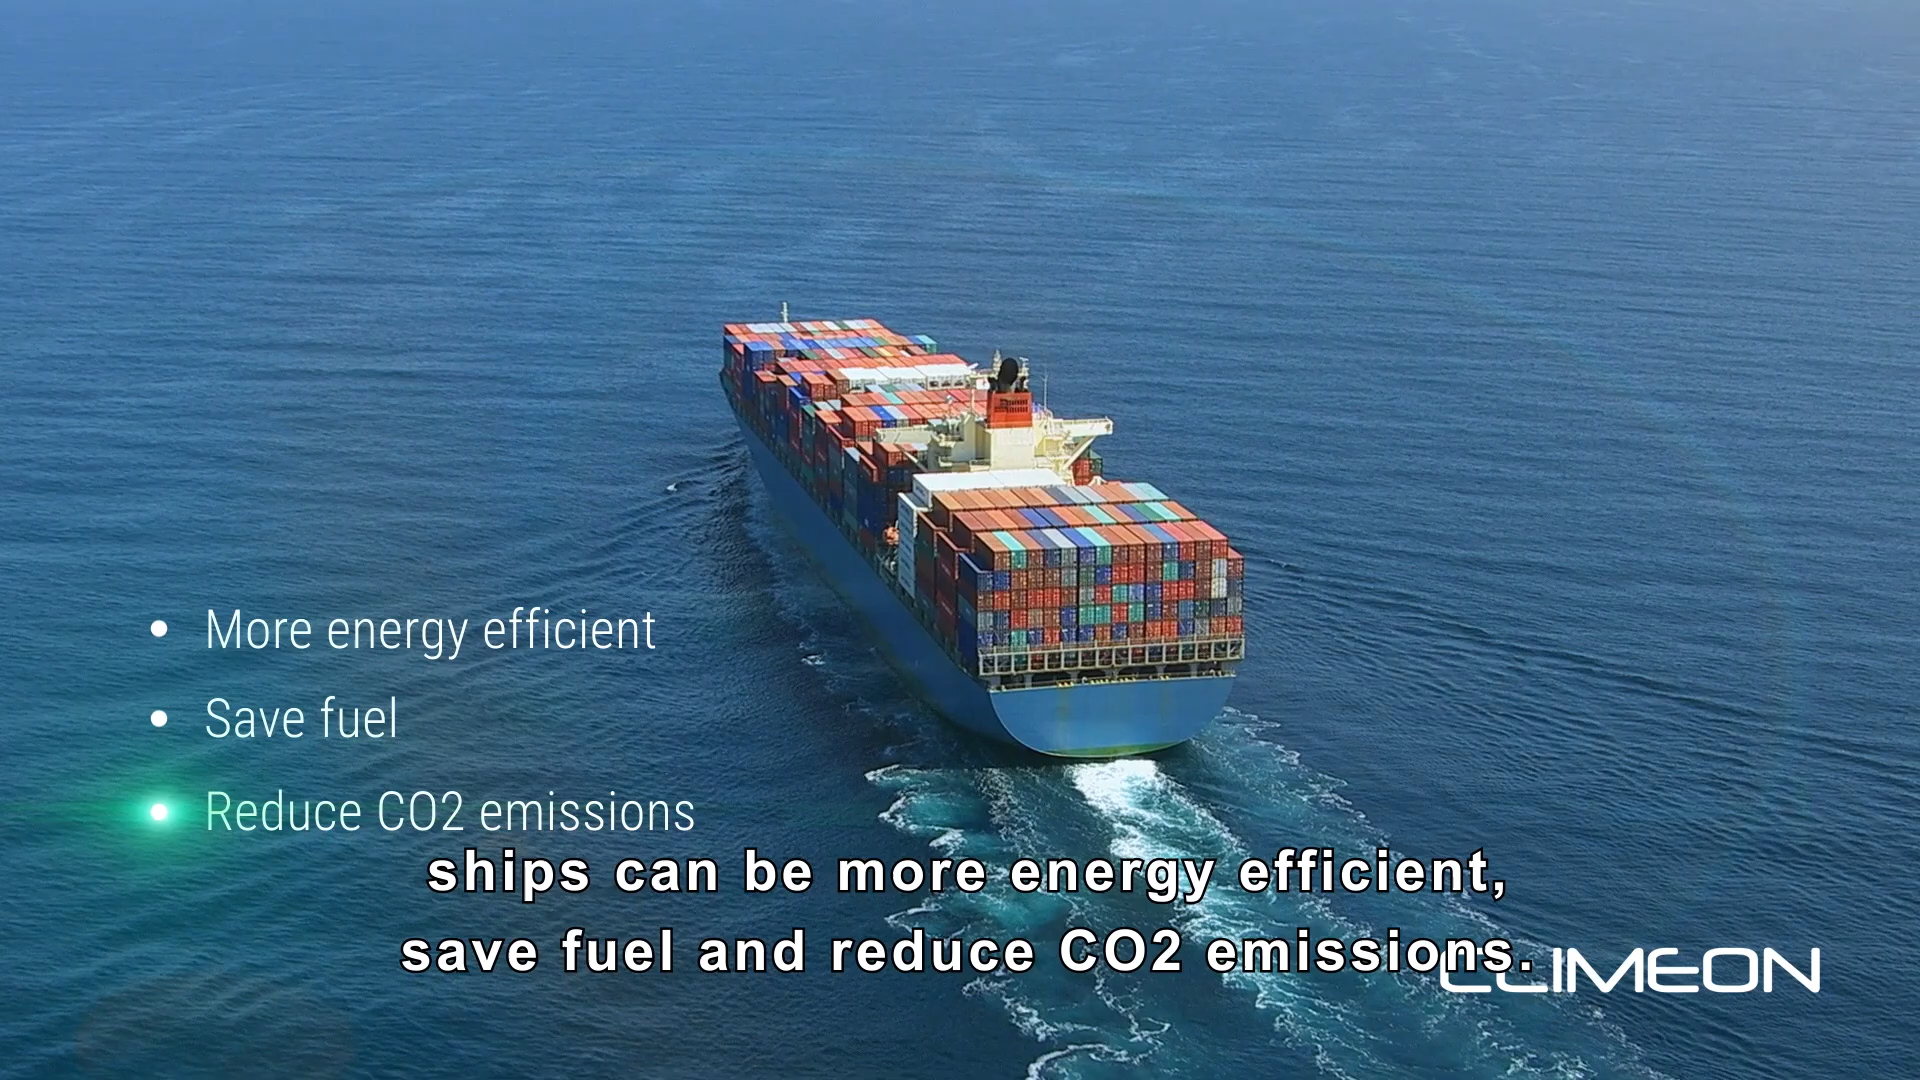 • More energy efficient
• Save fuel
• Reduce CO2 emissions
ships can be more energy efficient,
save fuel and reduce CO2 emissions.
CLIMEON